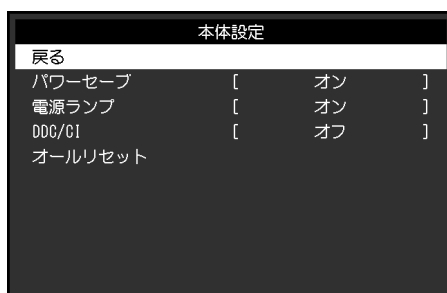 本体設定
戻る
パワーセーブ [ オン ]
電源ランプ [ オン ]
DDC/CI [ オフ ]
オールリセット